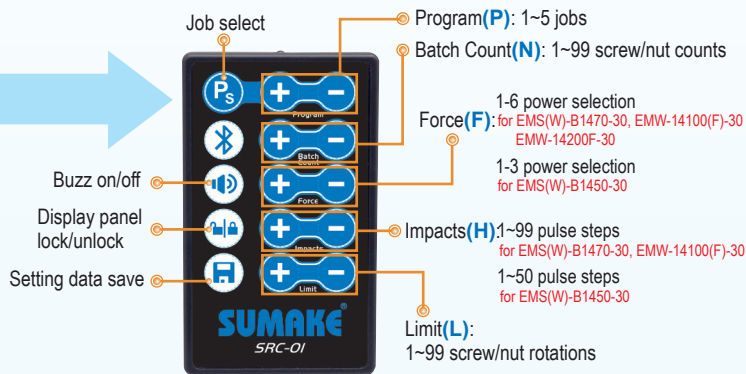 Job select
Program(P): 1~5 jobs
Batch Count(N): 1~99 screw/nut counts
1-6 power selection
Force(F): for EMS(W)-B1470-30, EMW-14100(F)-30
EMW-14200F-30
1-3 power selection
for EMS(W)-B1450-30
Buzz on/off
Display panel
lock/unlock
Setting data save
Impacts(H): 1~99 pulse steps
for EMS(W)-B1470-30, EMW-14100(F)-30
1~50 pulse steps
for EMS(W)-B1450-30
Limit(L):
1~99 screw/nut rotations
Ps
+ −
Program
+ −
Batch
Count
+ −
Force
+ −
Impacts
+ −
Limit
SUMAKE®
SRC-01